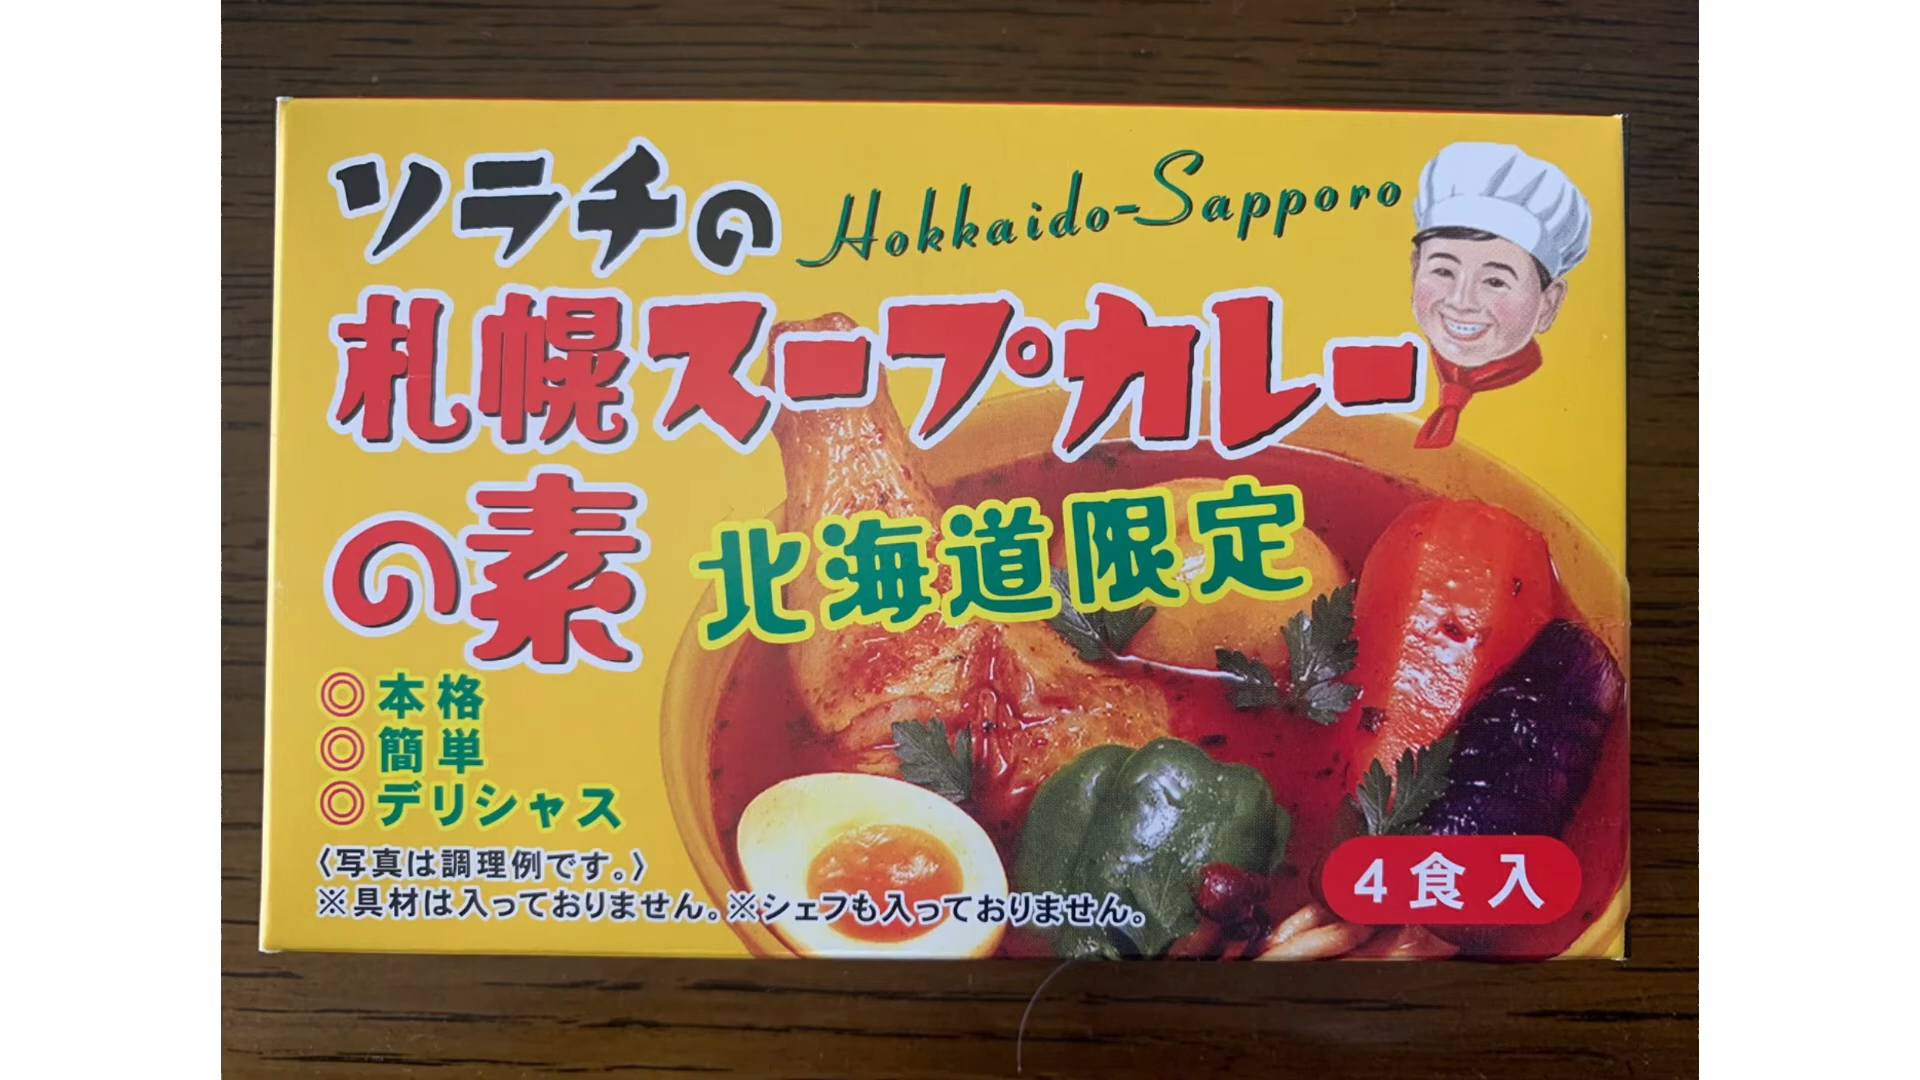 ソラチの
Hokkaido-Sapporo
札幌スープカレー
の素
北海道限定
◎本格
◎簡単
◎デリシャス
〈写真は調理例です。〉
※具材は入っておりません。※シェフも入っておりません。
4食入